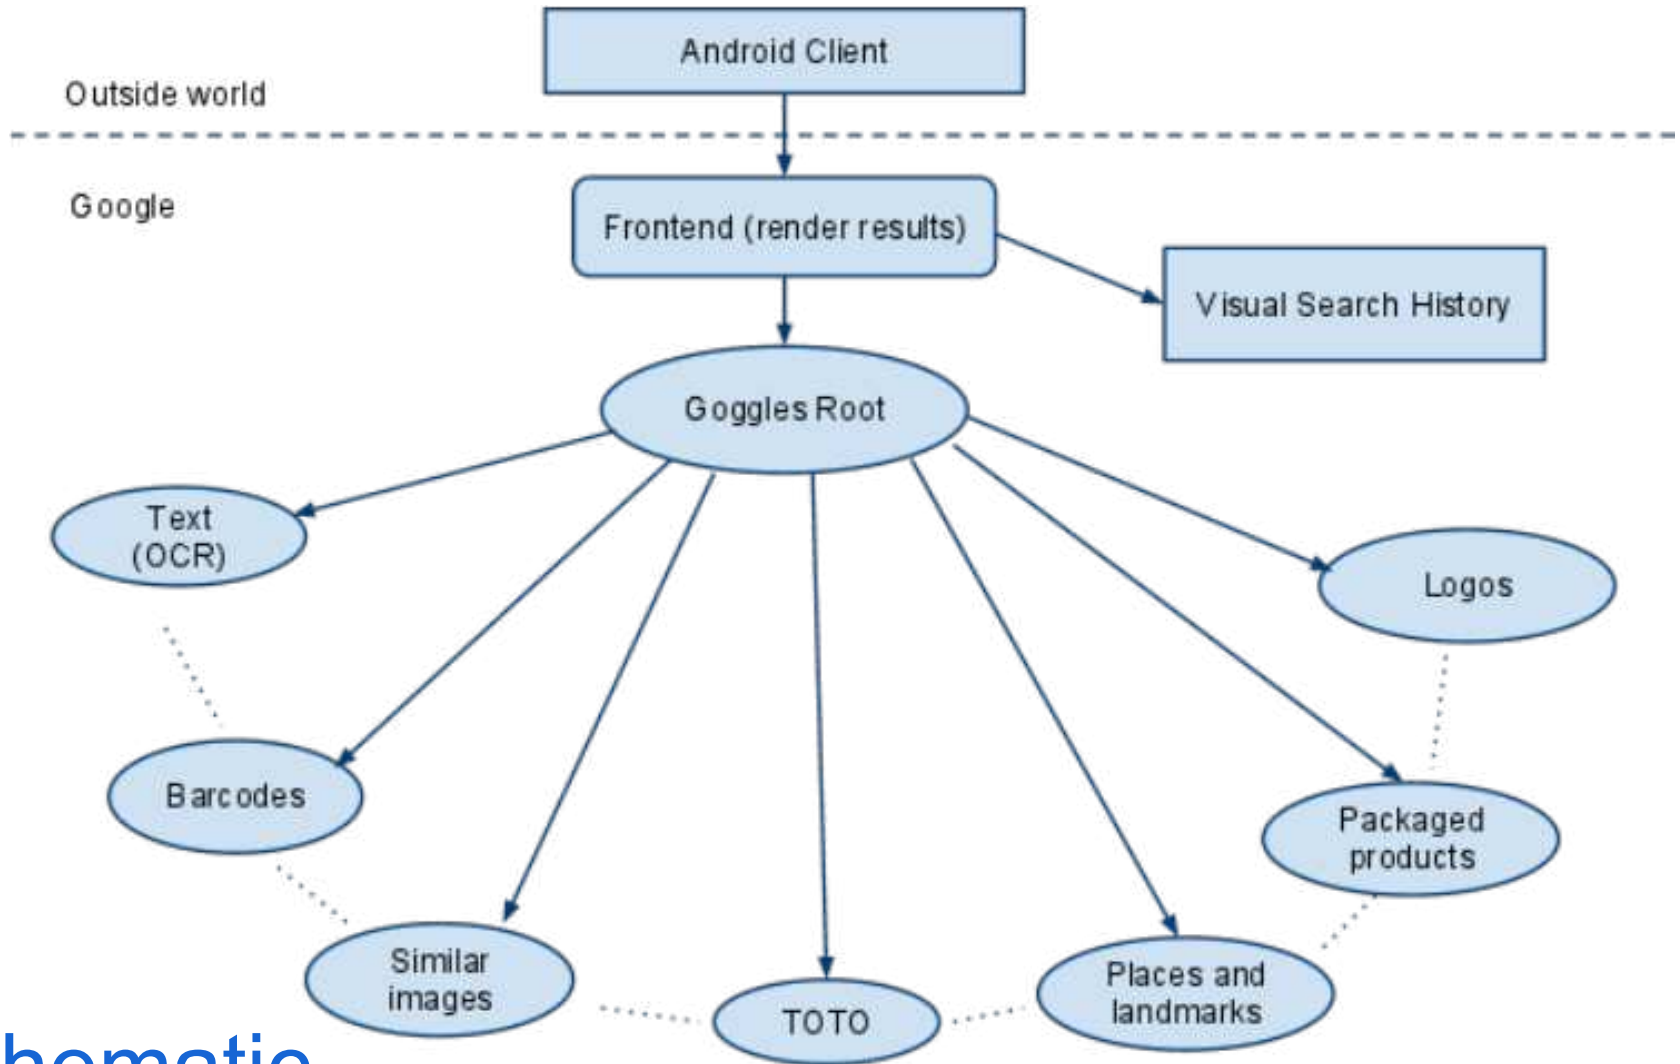 Android Client
Outside world
Google
Frontend (render results)
Visual Search History
Goggles Root
Text
(OCR)
Logos
Barcodes
Packaged
products
Similar
images
TOTO
Places and
landmarks